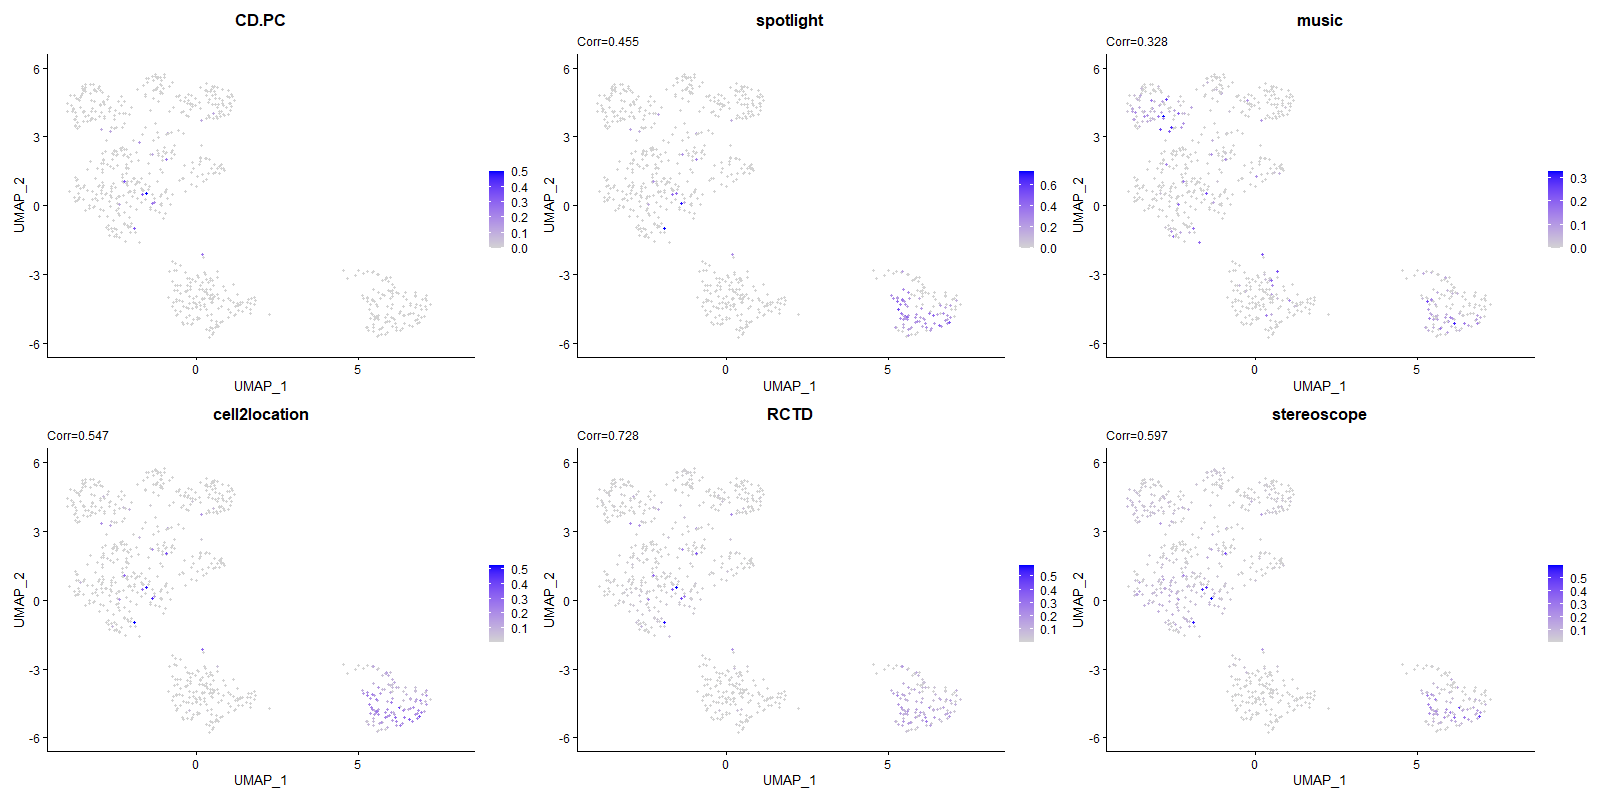 CD.PC
UMAP_2
6
3
0
-3
-6
0 5
UMAP_1
0.5
0.4
0.3
0.2
0.1
0.0
spotlight
Corr=0.455
UMAP_2
6
3
0
-3
-6
0 5
UMAP_1
0.6
0.4
0.2
0.0
music
Corr=0.328
UMAP_2
6
3
0
-3
-6
0 5
UMAP_1
0.3
0.2
0.1
0.0
cell2location
Corr=0.547
UMAP_2
6
3
0
-3
-6
0 5
UMAP_1
0.5
0.4
0.3
0.2
0.1
RCTD
Corr=0.728
UMAP_2
6
3
0
-3
-6
0 5
UMAP_1
0.5
0.4
0.3
0.2
0.1
stereoscope
Corr=0.597
UMAP_2
6
3
0
-3
-6
0 5
UMAP_1
0.5
0.4
0.3
0.2
0.1